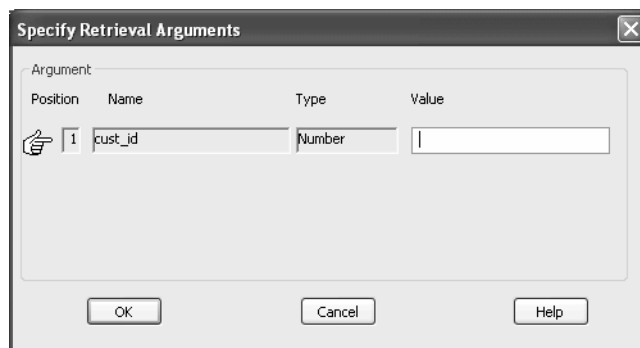 Specify Retrieval Arguments
Argument
Position Name Type Value
1 cust_id Number
OK Cancel Help